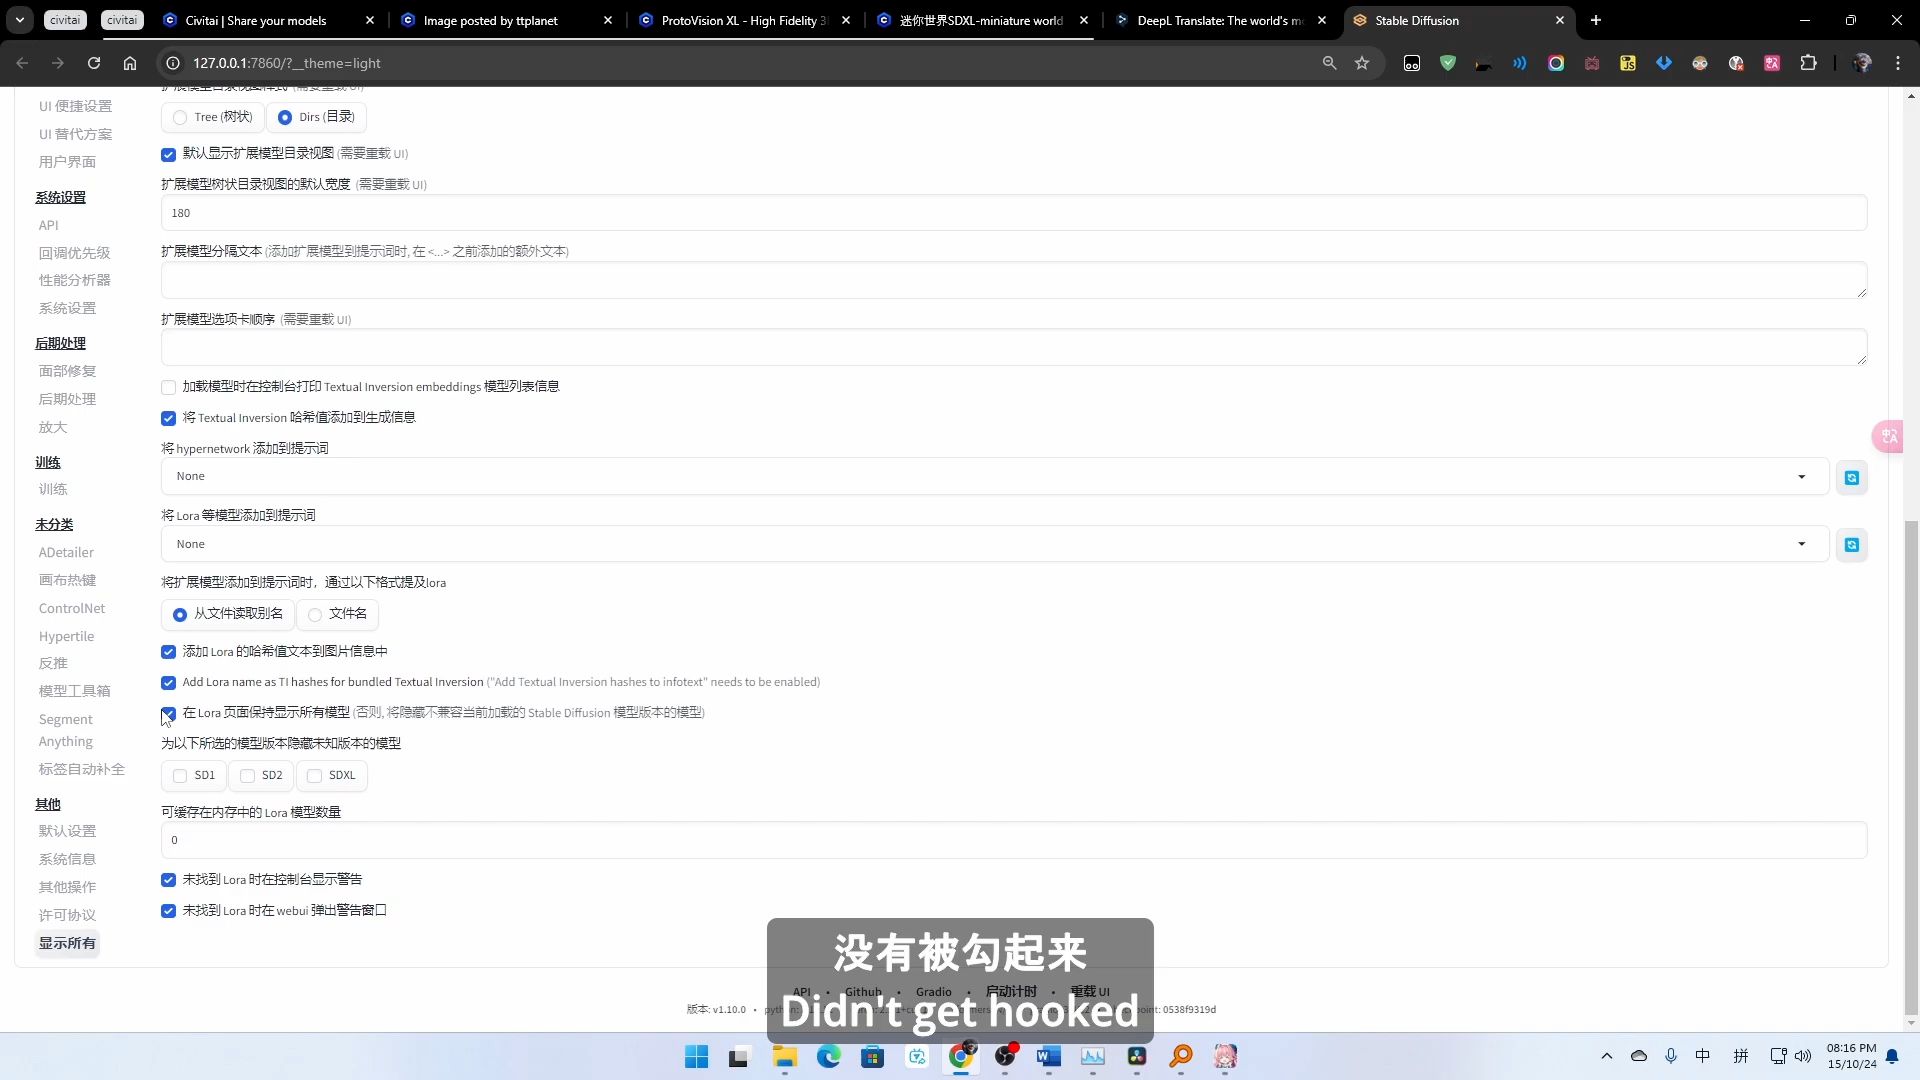 civitai
civitai
Civitai | Share your models
Image posted by ttplanet
ProtoVision XL - High Fidelity 3
迷你世界SDXL-miniature world
DeepL Translate: The world's mo
Stable Diffusion
127.0.0.1:7860/?__theme=light
UI 便捷设置
Tree (树状)
Dirs (目录)
UI 替代方案
默认显示扩展模型目录视图 (需要重载 UI)
用户界面
扩展模型树状目录视图的默认宽度 (需要重载 UI)
系统设置
180
API
回调优先级
扩展模型分隔文本 (添加扩展模型到提示词时, 在 <...> 之前添加的额外文本)
性能分析器
系统设置
扩展模型选项卡顺序 (需要重载 UI)
后期处理
面部修复
加载模型时在控制台打印 Textual Inversion embeddings 模型列表信息
后期处理
将 Textual Inversion 哈希值添加到生成信息
放大
将 hypernetwork 添加到提示词
训练
None
训练
将 Lora 等模型添加到提示词
未分类
None
ADetailer
画布热键
将扩展模型添加到提示词时，通过以下格式提及lora
ControlNet
从文件读取别名
文件名
Hypertile
反推
添加 Lora 的哈希值文本到图片信息中
模型工具箱
Add Lora name as TI hashes for bundled Textual Inversion ("Add Textual Inversion hashes to infotext" needs to be enabled)
Segment
Anything
在 Lora 页面保持显示所有模型 (否则, 将隐藏不兼容当前加载的 Stable Diffusion 模型版本的模型)
为以下所选的模型版本隐藏未知版本的模型
标签自动补全
SD1
SD2
SDXL
其他
可缓存在内存中的 Lora 模型数量
默认设置
0
系统信息
其他操作
未找到 Lora 时在控制台显示警告
许可协议
未找到 Lora 时在 webui 弹出警告窗口
显示所有
没有被勾起来
API • Github • Gradio • 启动计时 • 重载 UI
Didn't get hooked
版本: v1.10.0 •
point: 0538f9319d
中
拼
08:16 PM
15/10/24